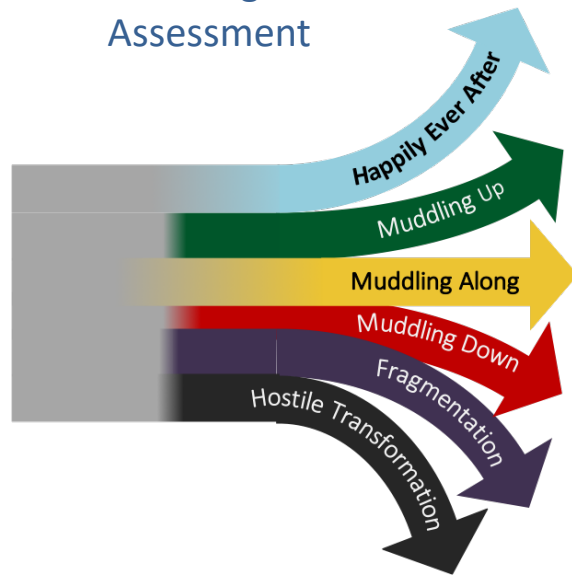 Assessment
Happily Ever After
Muddling Up
Muddling Along
Muddling Down
Fragmentation
Hostile Transformation